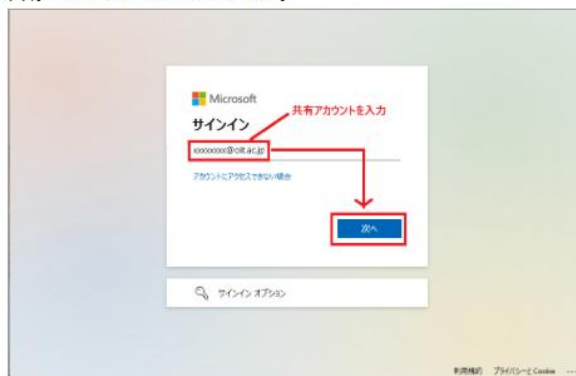 Microsoft
共有アカウントを入力
サインイン
xxxxxxxx@oit.ac.jp
アカウントにアクセスできない場合
次へ
サインイン オプション
利用規約 プライバシーと Cookie ...